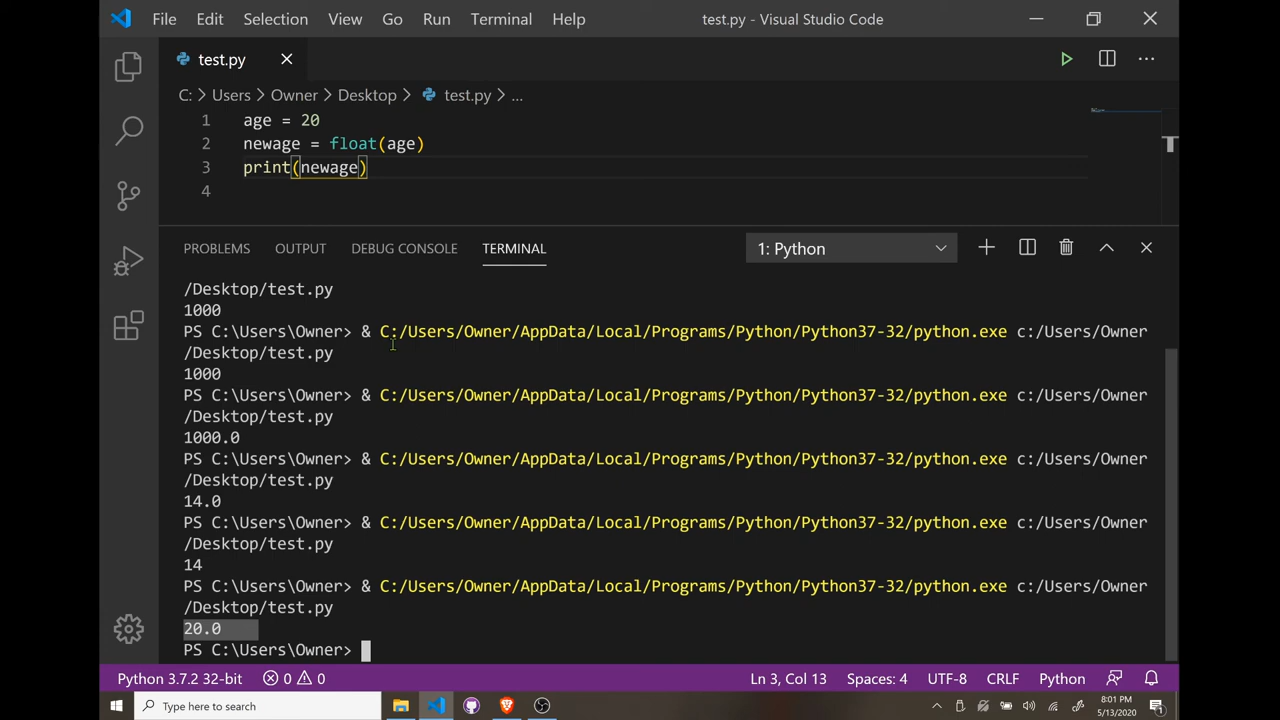 File Edit Selection View Go Run Terminal Help test.py - Visual Studio Code
test.py
C: > Users > Owner > Desktop > test.py > ...
1 age = 20
2 newage = float(age)
3 print(newage)
4
PROBLEMS OUTPUT DEBUG CONSOLE TERMINAL 1: Python
/Desktop/test.py
1000
PS C:\Users\Owner> & C:/Users/Owner/AppData/Local/Programs/Python/Python37-32/python.exe c:/Users/Owner
/Desktop/test.py
1000
PS C:\Users\Owner> & C:/Users/Owner/AppData/Local/Programs/Python/Python37-32/python.exe c:/Users/Owner
/Desktop/test.py
1000.0
PS C:\Users\Owner> & C:/Users/Owner/AppData/Local/Programs/Python/Python37-32/python.exe c:/Users/Owner
/Desktop/test.py
14.0
PS C:\Users\Owner> & C:/Users/Owner/AppData/Local/Programs/Python/Python37-32/python.exe c:/Users/Owner
/Desktop/test.py
14
PS C:\Users\Owner> & C:/Users/Owner/AppData/Local/Programs/Python/Python37-32/python.exe c:/Users/Owner
/Desktop/test.py
20.0
PS C:\Users\Owner>
Python 3.7.2 32-bit 0 0 Ln 3, Col 13 Spaces: 4 UTF-8 CRLF Python
Type here to search
8:01 PM
5/13/2020
1